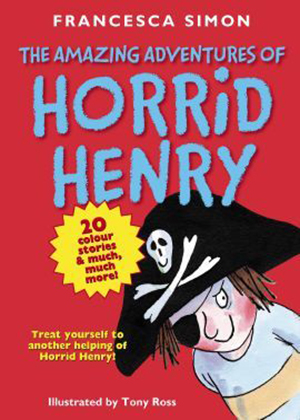 FRANCESCA SIMON
THE AMAZING ADVENTURES OF
HORRiD
HENRY
20
colour
stories
& much,
much
more!
Treat yourself to
another helping of
Horrid Henry!
Illustrated by Tony Ross